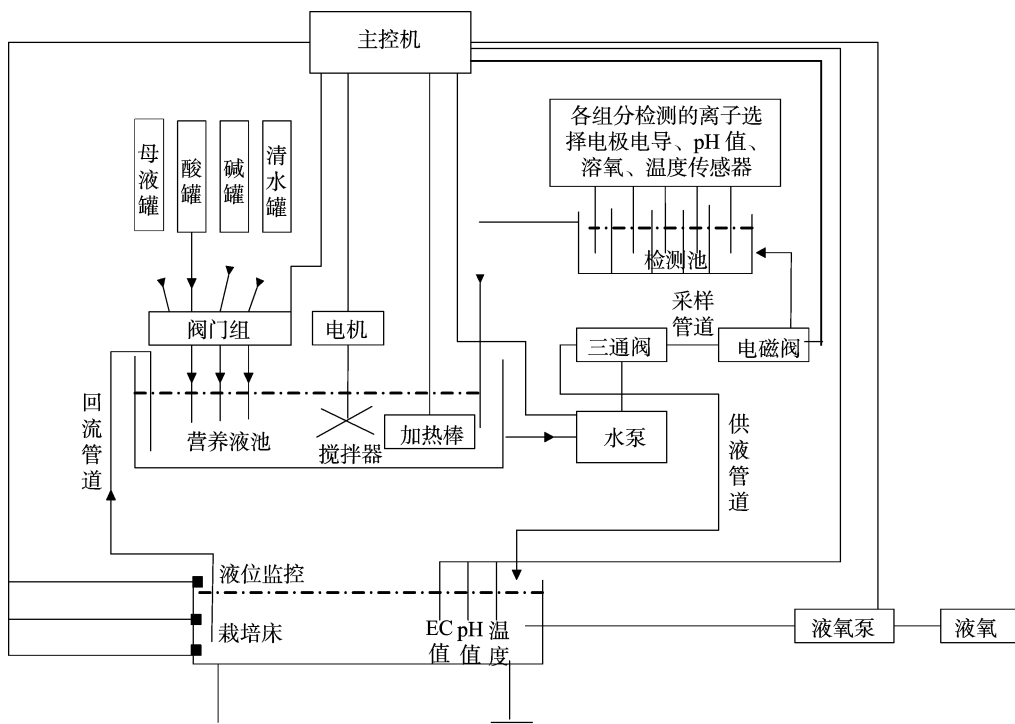 主控机
各组分检测的离子选
择电极电导、pH 值、
溶氧、温度传感器
母液罐
酸罐
碱罐
清水罐
检测池
采样
管道
阀门组
电机
三通阀
电磁阀
回流管道
营养液池
搅拌器
加热棒
水泵
供液管道
液位监控
栽培床
EC值
pH值
温度
液氧泵
液氧